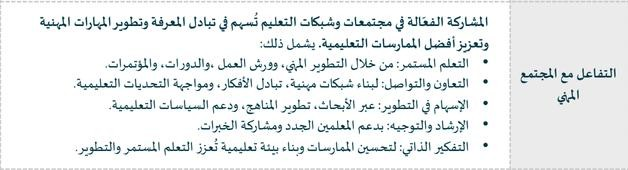 التفاعل مع المجتمع
المهني
المشاركة الفعّالة في مجتمعات وشبكات التعليم تُسهم في تبادل المعرفة وتطوير المهارات المهنية
وتعزيز أفضل الممارسات التعليمية. يشمل ذلك:
• التعلم المستمر: من خلال التطوير المهني، وورش العمل ،والدورات، والمؤتمرات.
• التعاون والتواصل: لبناء شبكات مهنية، تبادل الأفكار، ومواجهة التحديات التعليمية.
• الإسهام في التطوير: عبر الأبحاث، تطوير المناهج، ودعم السياسات التعليمية.
• الإرشاد والتوجيه: بدعم المعلمين الجدد ومشاركة الخبرات.
• التفكير الذاتي: لتحسين الممارسات وبناء بيئة تعليمية تُعزز التعلم المستمر والتطوير.